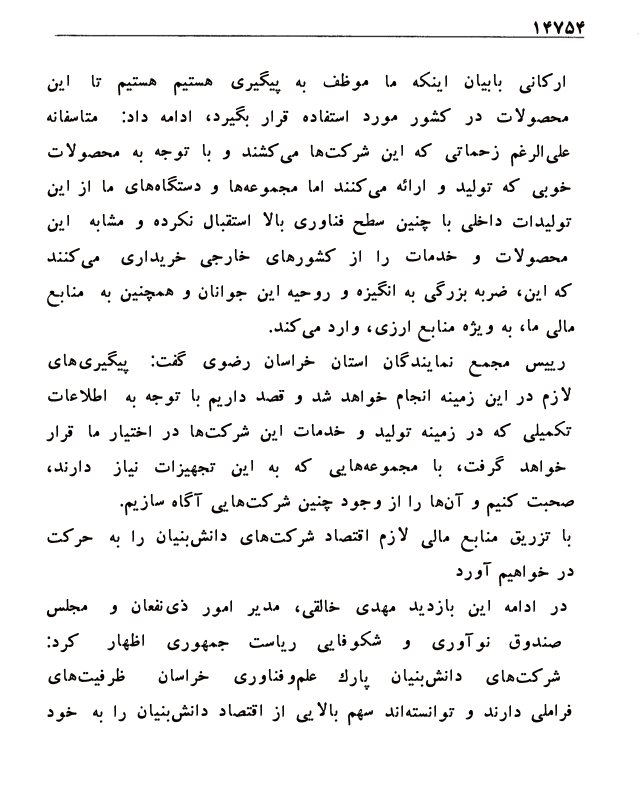 ۱۴۷۵۴
ارکانی بابیان اینکه ما موظف به پیگیری هستیم هستیم تا این
محصولات در کشور مورد استفاده قرار بگیرد، ادامه داد: متاسفانه
علی‌الرغم زحماتی که این شرکت‌ها می‌کشند و با توجه به محصولات
خوبی که تولید و ارائه می‌کنند اما مجموعه‌ها و دستگاه‌های ما از این
تولیدات داخلی با چنین سطح فناوری بالا استقبال نکرده و مشابه این
محصولات و خدمات را از کشورهای خارجی خریداری می‌کنند
که این، ضربه بزرگی به انگیزه و روحیه این جوانان و همچنین به منابع
مالی ما، به ویژه منابع ارزی، وارد می‌کند.
رییس مجمع نمایندگان استان خراسان رضوی گفت: پیگیری‌های
لازم در این زمینه انجام خواهد شد و قصد داریم با توجه به اطلاعات
تکمیلی که در زمینه تولید و خدمات این شرکت‌ها در اختیار ما قرار
خواهد گرفت، با مجموعه‌هایی که به این تجهیزات نیاز دارند،
صحبت کنیم و آن‌ها را از وجود چنین شرکت‌هایی آگاه سازیم.
با تزریق منابع مالی لازم اقتصاد شرکت‌های دانش‌بنیان را به حرکت
در خواهیم آورد
در ادامه این بازدید مهدی خالقی، مدیر امور ذی‌نفعان و مجلس
صندوق نوآوری و شکوفایی ریاست جمهوری اظهار کرد:
شرکت‌های دانش‌بنیان پارك علم‌وفناوری خراسان ظرفیت‌های
فراملی دارند و توانسته‌اند سهم بالایی از اقتصاد دانش‌بنیان را به خود